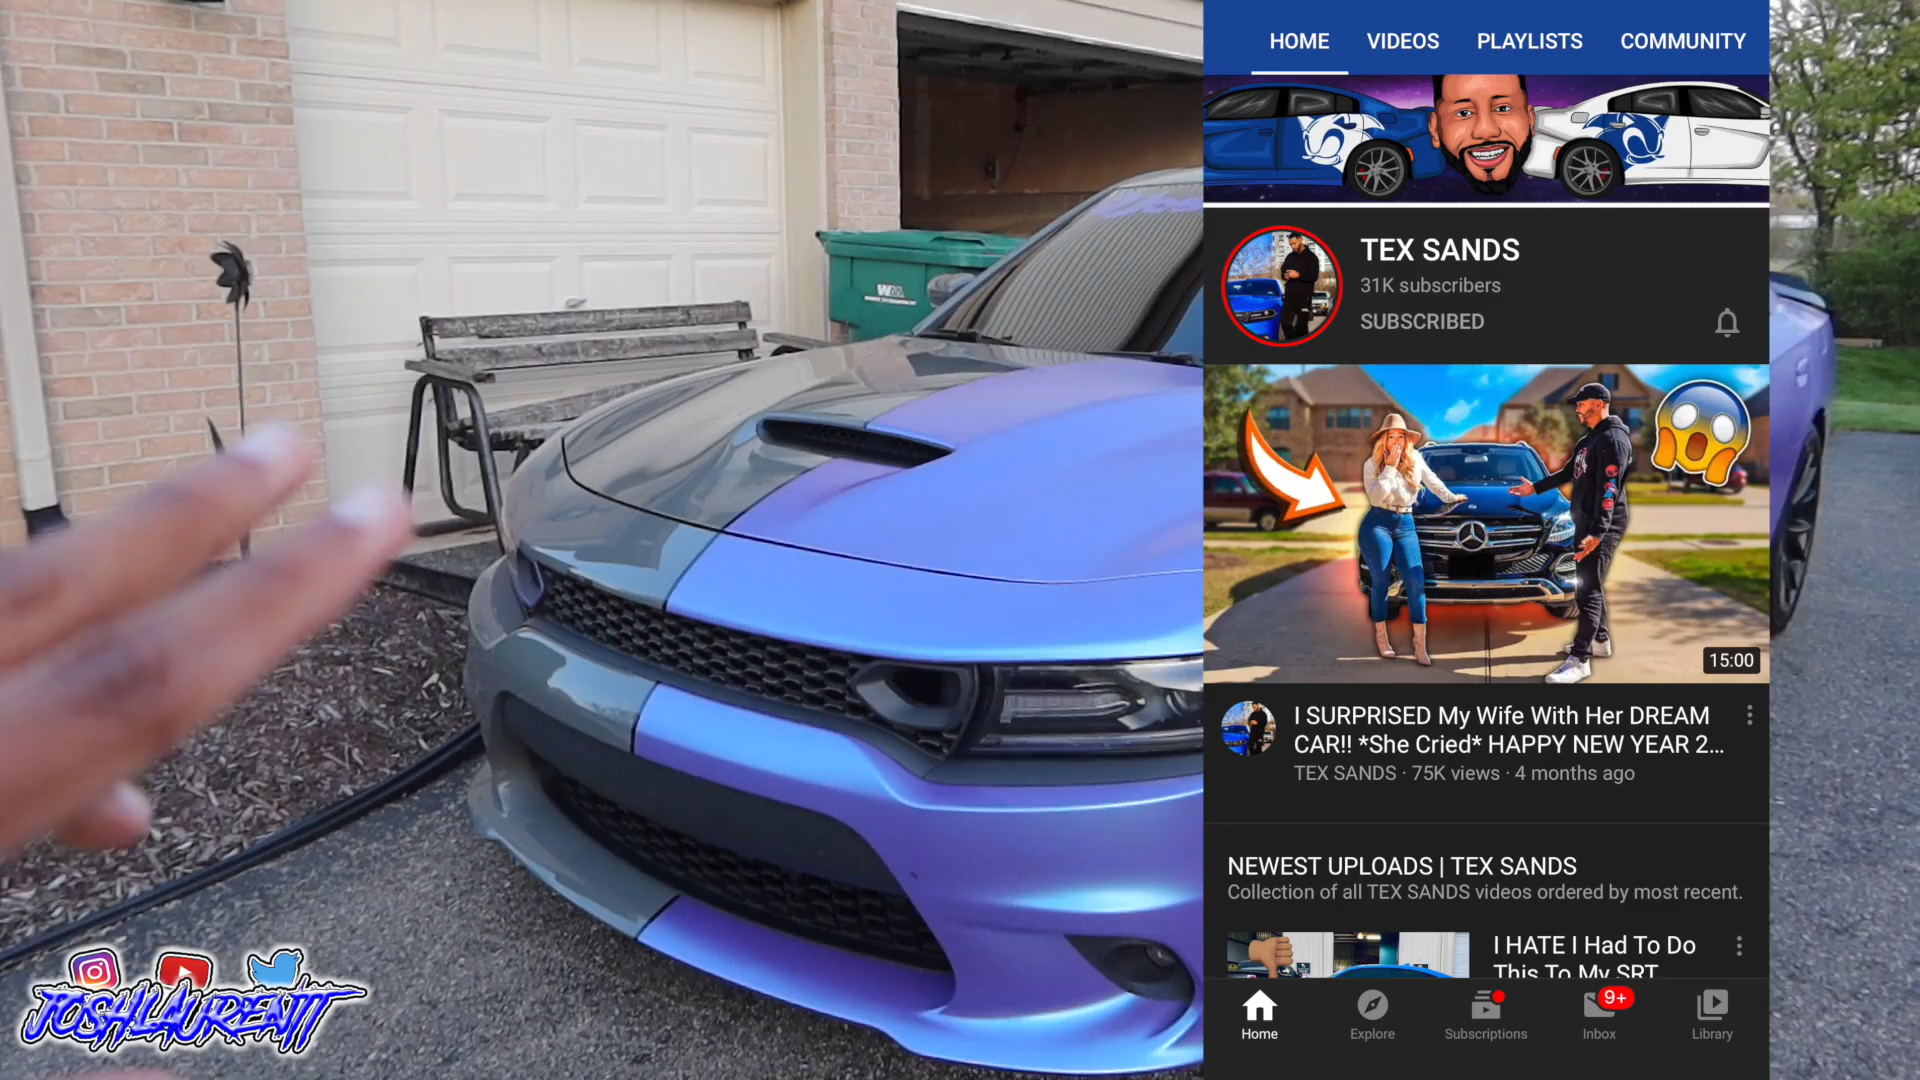 HOME VIDEOS PLAYLISTS COMMUNITY
TEX SANDS
31K subscribers
SUBSCRIBED
15:00
I SURPRISED My Wife With Her DREAM
CAR!! *She Cried* HAPPY NEW YEAR 2...
TEX SANDS · 75K views · 4 months ago
NEWEST UPLOADS | TEX SANDS
Collection of all TEX SANDS videos ordered by most recent.
I HATE I Had To Do
This To My SRT
9+
Home Explore Subscriptions Inbox Library
WM
JOSHLAURENTT